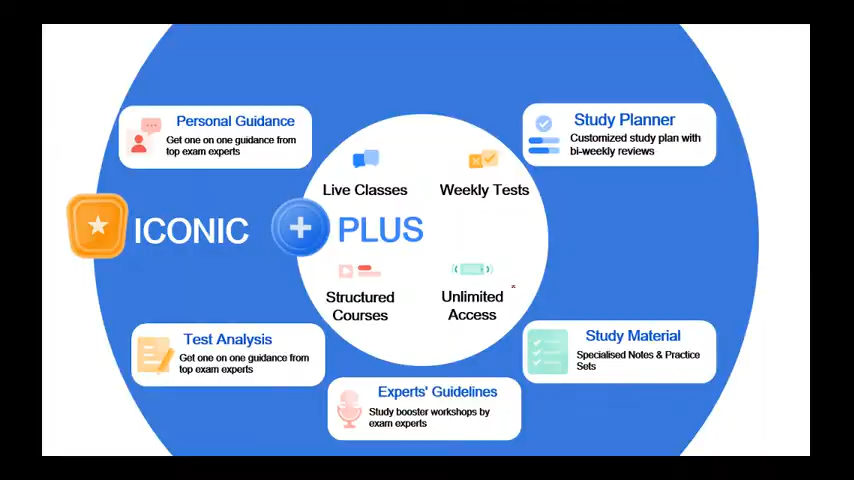 Personal Guidance
Get one on one guidance from
top exam experts
Study Planner
Customized study plan with
bi-weekly reviews
Live Classes
Weekly Tests
ICONIC
PLUS
Structured
Courses
Unlimited
Access
Test Analysis
Get one on one guidance from
top exam experts
Study Material
Specialised Notes & Practice
Sets
Experts' Guidelines
Study booster workshops by
exam experts